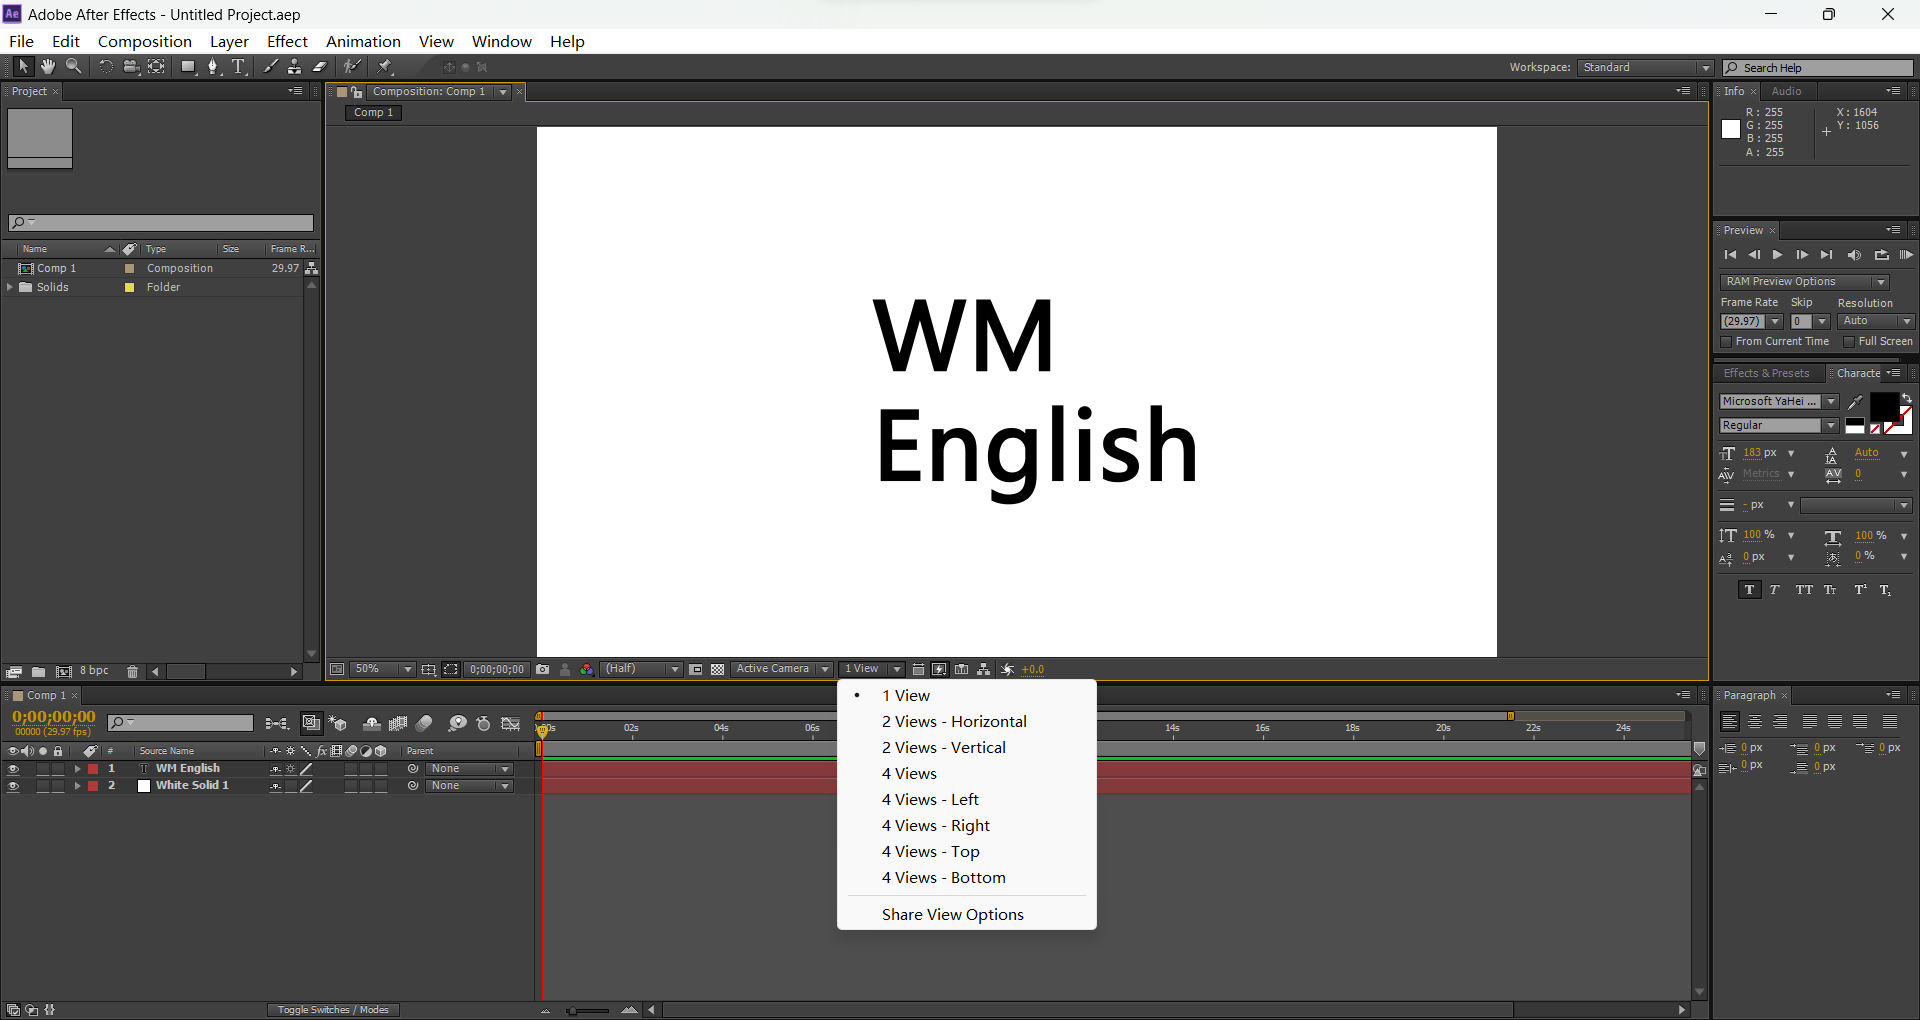 Ae Adobe After Effects - Untitled Project.aep
File Edit Composition Layer Effect Animation View Window Help
Workspace: Standard Search Help
Project
Composition: Comp 1
Comp 1
Name Type Size Frame R...
Comp 1 Composition 29.97
Solids Folder
8 bpc
WM
English
50% 0;00;00;00 (Half) Active Camera 1 View +0.0
Info Audio
R: 255 X: 1604
G: 255 Y: 1056
B: 255
A: 255
Preview
RAM Preview Options
Frame Rate Skip Resolution
(29.97) 0 Auto
From Current Time Full Screen
Effects & Presets Characte
Microsoft YaHei ...
Regular
183 px Auto
Metrics 0
- px
100 % 100 %
0 px 0 %
T T TT Tr T¹ T₁
Comp 1
0;00;00;00
00000 (29.97 fps)
# Source Name Parent
1 T WM English None
2 White Solid 1 None
02s 04s 06s 14s 16s 18s 20s 22s 24s
1 View
2 Views - Horizontal
2 Views - Vertical
4 Views
4 Views - Left
4 Views - Right
4 Views - Top
4 Views - Bottom
Share View Options
Toggle Switches / Modes
Paragraph
0 px 0 px 0 px
0 px 0 px